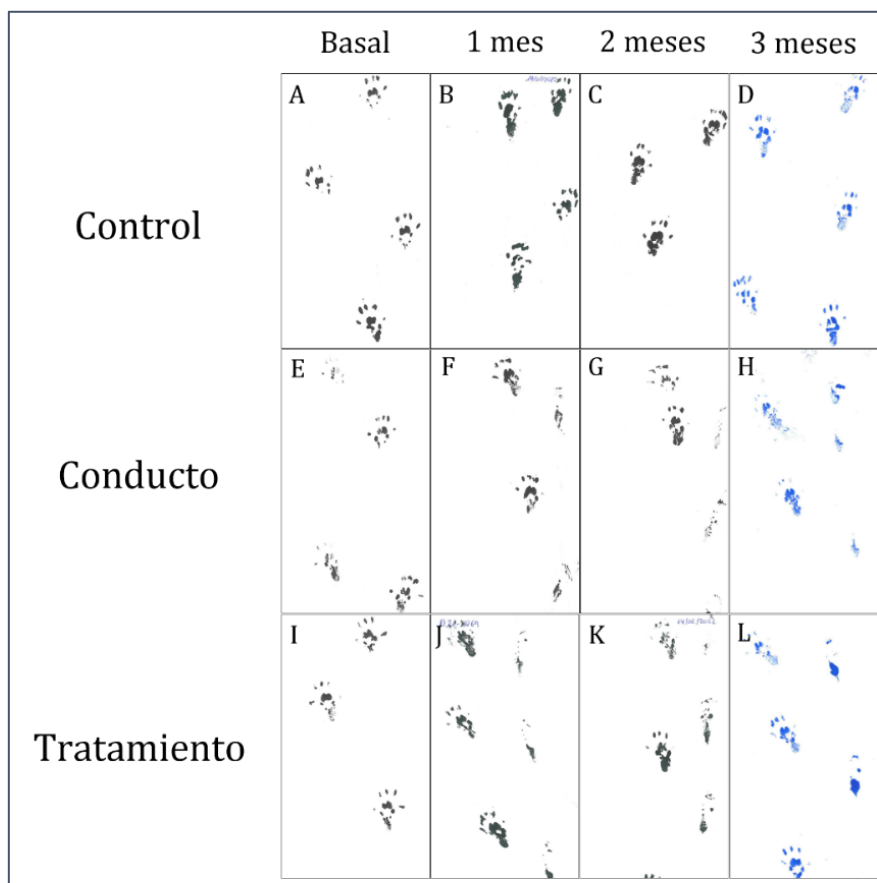 Basal 1 mes 2 meses 3 meses
A B C D
Control
E F G H
Conducto
I J K L
Tratamiento